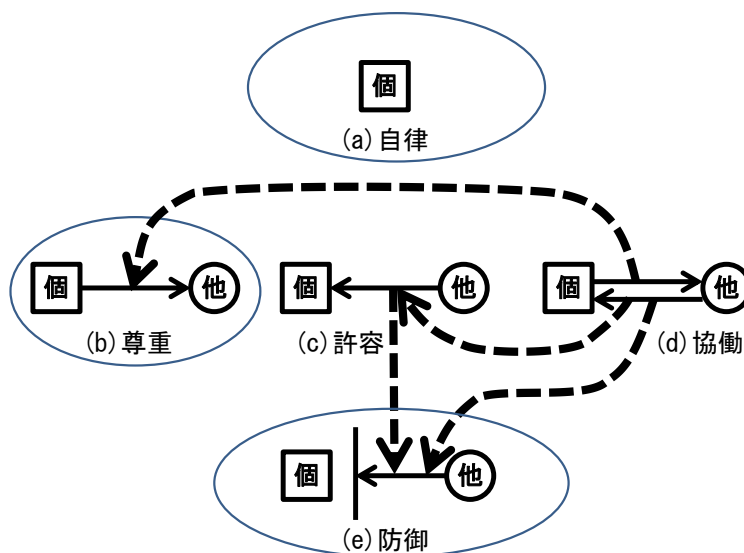 個
(a)自律
個 他
(b)尊重
個 他
(c)許容
個 他
(d)協働
個 他
(e)防御